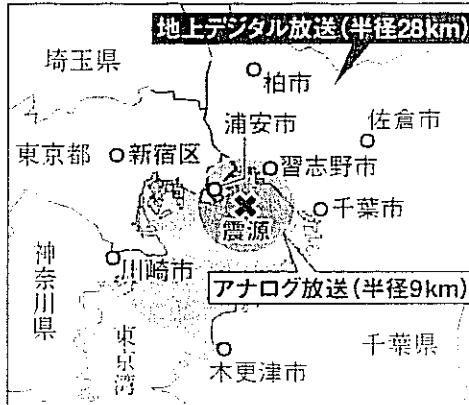 地上デジタル放送(半径28km)
埼玉県
柏市
浦安市
佐倉市
東京都
新宿区
習志野市
千葉市
震源
神奈川県
川崎市
アナログ放送(半径9km)
東京湾
木更津市
千葉県